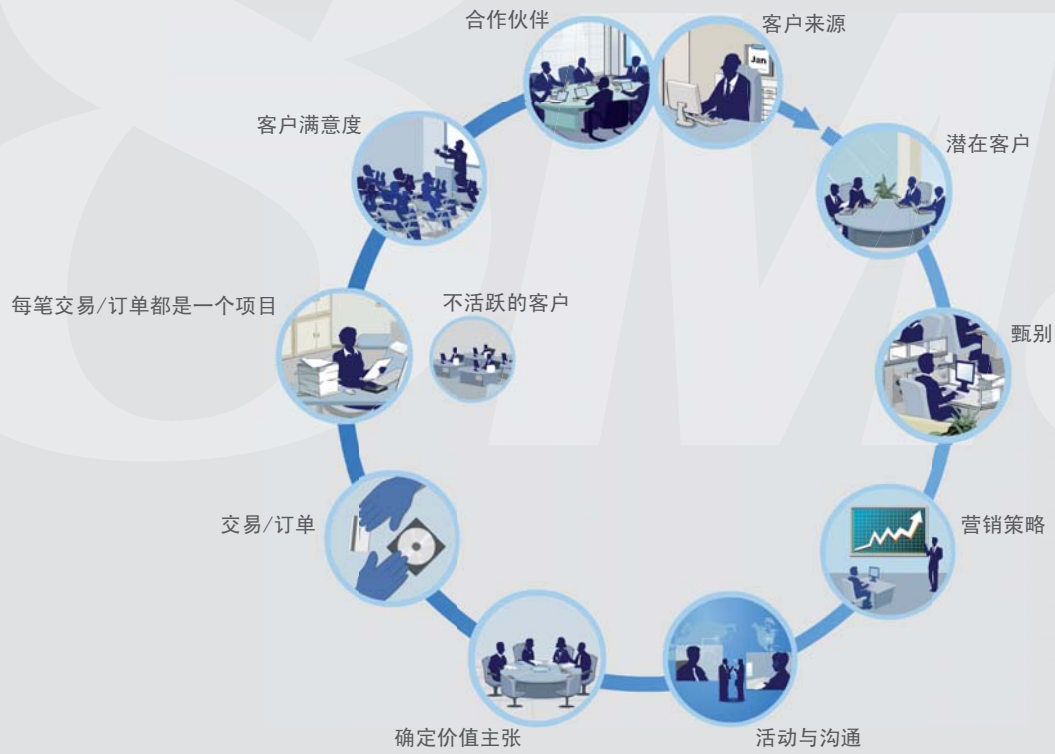 合作伙伴
客户来源
Jan
潜在客户
甄别
营销策略
活动与沟通
确定价值主张
交易/订单
每笔交易/订单都是一个项目
不活跃的客户
客户满意度